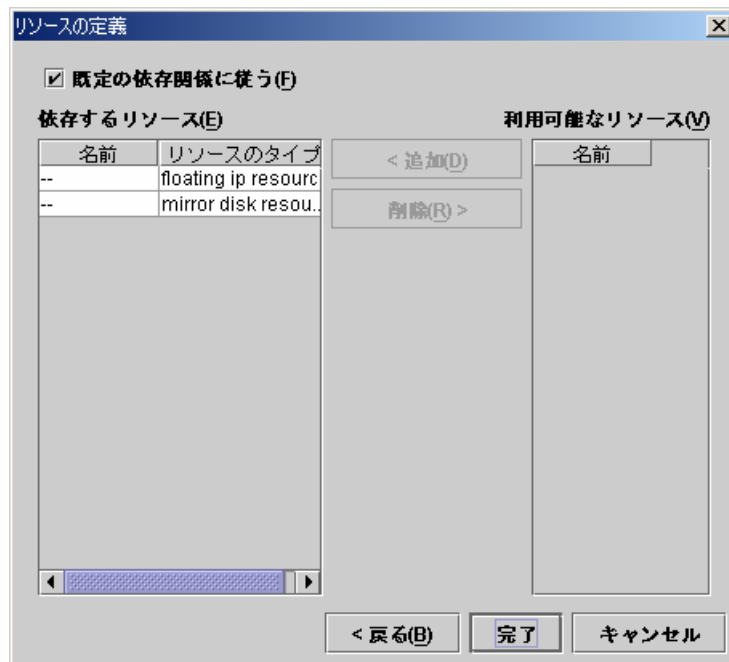 リソースの定義
既定の依存関係に従う(F)
依存するリソース(E)
利用可能なリソース(V)
名前 リソースのタイプ
-- floating ip resourc
-- mirror disk resou..
< 追加(D)
削除(R) >
名前
< 戻る(B) 完了 キャンセル